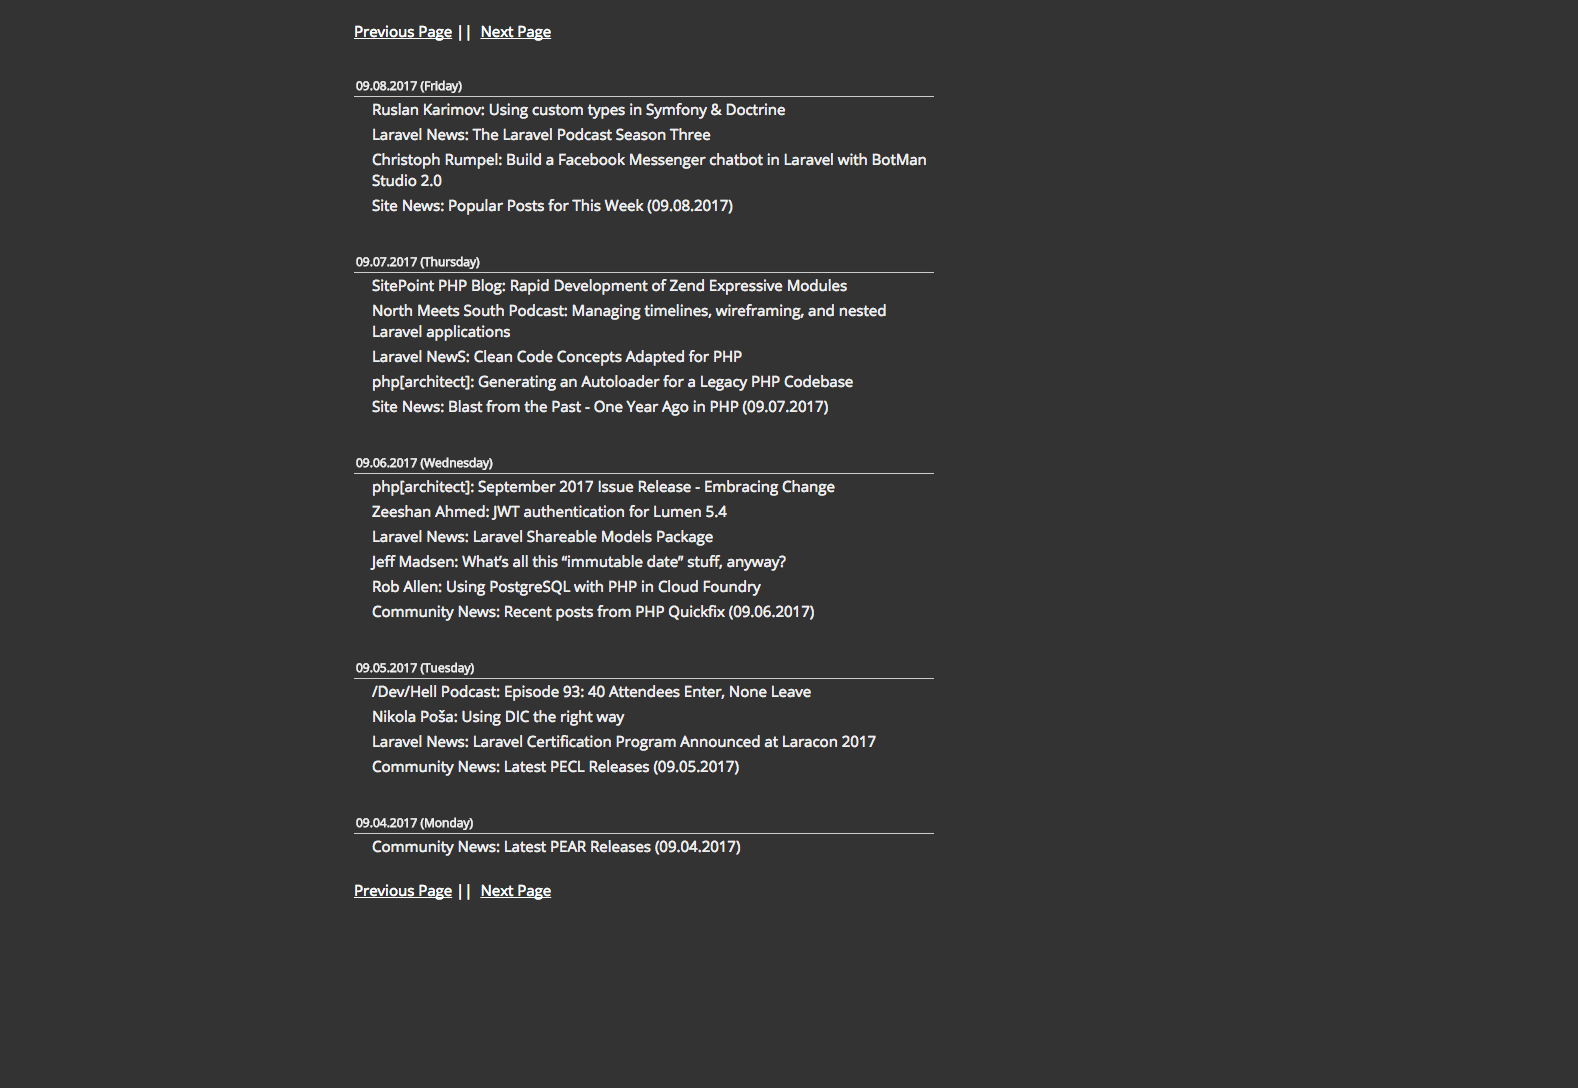 Previous Page || Next Page
09.08.2017 (Friday)
Ruslan Karimov: Using custom types in Symfony & Doctrine
Laravel News: The Laravel Podcast Season Three
Christoph Rumpel: Build a Facebook Messenger chatbot in Laravel with BotMan
Studio 2.0
Site News: Popular Posts for This Week (09.08.2017)
09.07.2017 (Thursday)
SitePoint PHP Blog: Rapid Development of Zend Expressive Modules
North Meets South Podcast: Managing timelines, wireframing, and nested
Laravel applications
Laravel NewS: Clean Code Concepts Adapted for PHP
php[architect]: Generating an Autoloader for a Legacy PHP Codebase
Site News: Blast from the Past - One Year Ago in PHP (09.07.2017)
09.06.2017 (Wednesday)
php[architect]: September 2017 Issue Release - Embracing Change
Zeeshan Ahmed: JWT authentication for Lumen 5.4
Laravel News: Laravel Shareable Models Package
Jeff Madsen: What’s all this “immutable date” stuff, anyway?
Rob Allen: Using PostgreSQL with PHP in Cloud Foundry
Community News: Recent posts from PHP Quickfix (09.06.2017)
09.05.2017 (Tuesday)
/Dev/Hell Podcast: Episode 93: 40 Attendees Enter, None Leave
Nikola Poša: Using DIC the right way
Laravel News: Laravel Certification Program Announced at Laracon 2017
Community News: Latest PECL Releases (09.05.2017)
09.04.2017 (Monday)
Community News: Latest PEAR Releases (09.04.2017)
Previous Page || Next Page